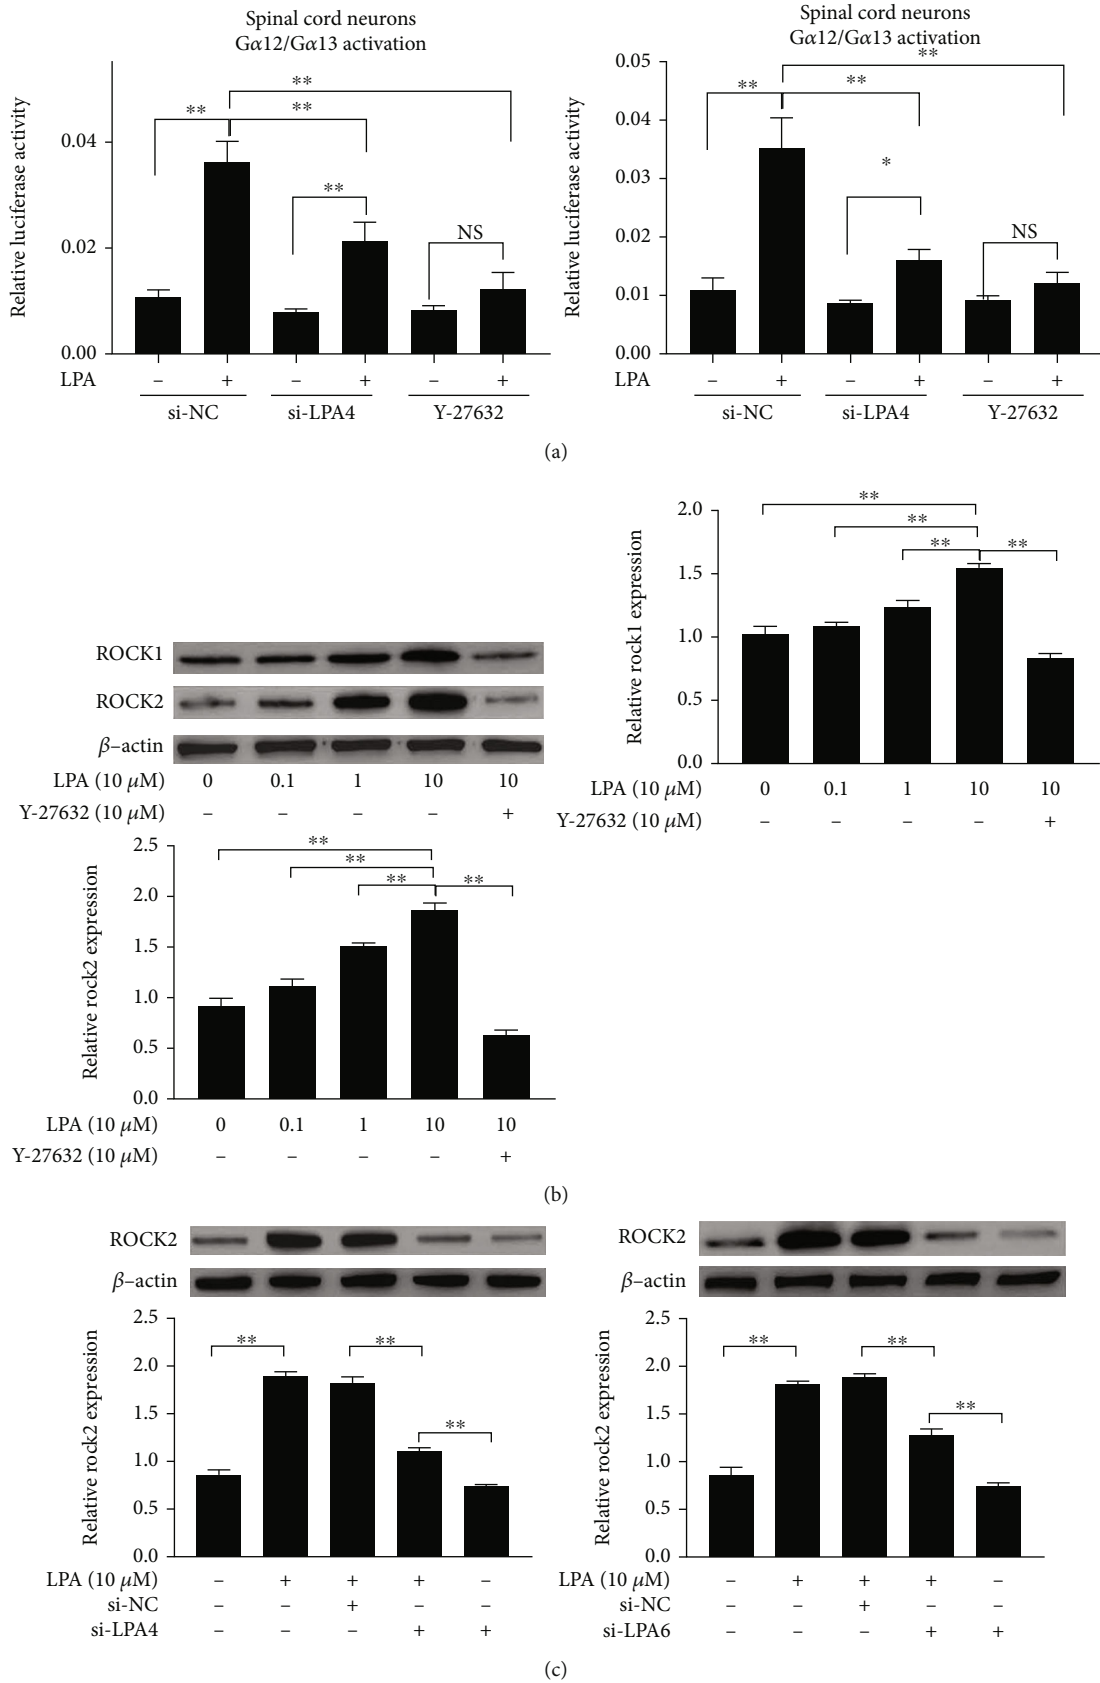 Spinal cord neurons
Gα12/Gα13 activation
Relative luciferase activity
**
**
**
**
NS
0.04
0.02
0.00
LPA
– + – + – +
si-NC si-LPA4 Y-27632
Spinal cord neurons
Gα12/Gα13 activation
Relative luciferase activity
**
**
**
*
NS
0.05
0.04
0.03
0.02
0.01
0.00
LPA
– + – + – +
si-NC si-LPA4 Y-27632
(a)
ROCK1
ROCK2
β–actin
LPA (10 μM) 0 0.1 1 10 10
Y-27632 (10 μM) – – – – +
Relative rock1 expression
**
**
** **
2.0
1.5
1.0
0.5
0.0
LPA (10 μM) 0 0.1 1 10 10
Y-27632 (10 μM) – – – – +
Relative rock2 expression
**
**
** **
2.5
2.0
1.5
1.0
0.5
0.0
LPA (10 μM) 0 0.1 1 10 10
Y-27632 (10 μM) – – – – +
(b)
ROCK2
β–actin
Relative rock2 expression
** **
**
2.5
2.0
1.5
1.0
0.5
0.0
LPA (10 μM) – + + + –
si-NC – – + – –
si-LPA4 – – – + +
ROCK2
β–actin
Relative rock2 expression
** **
**
2.5
2.0
1.5
1.0
0.5
0.0
LPA (10 μM) – + + + –
si-NC – – + – –
si-LPA6 – – – + +
(c)